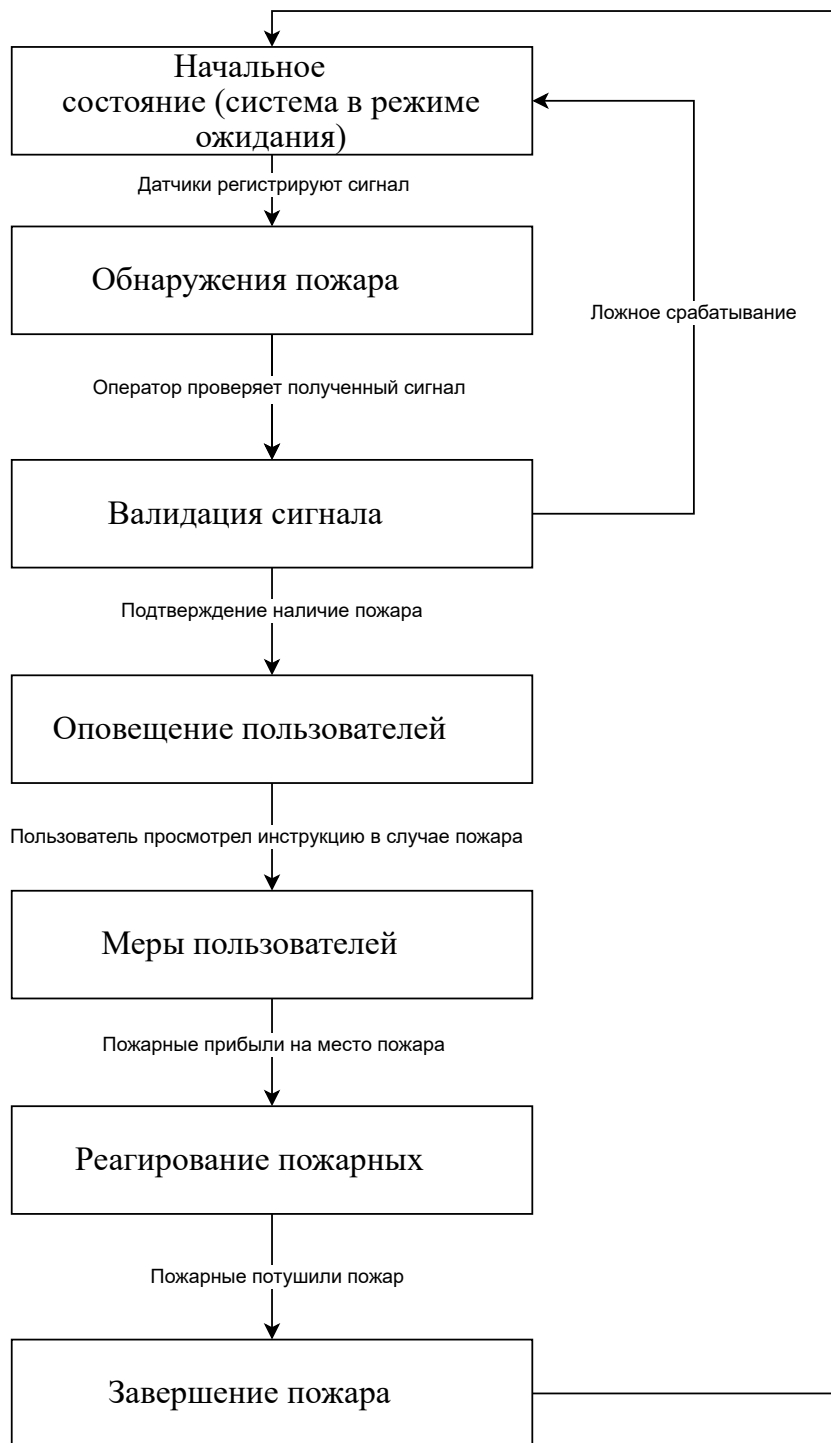 Начальное
состояние (система в режиме
ожидания)
Датчики регистрируют сигнал
Обнаружения пожара
Ложное срабатывание
Оператор проверяет полученный сигнал
Валидация сигнала
Подтверждение наличие пожара
Оповещение пользователей
Пользователь просмотрел инструкцию в случае пожара
Меры пользователей
Пожарные прибыли на место пожара
Реагирование пожарных
Пожарные потушили пожар
Завершение пожара